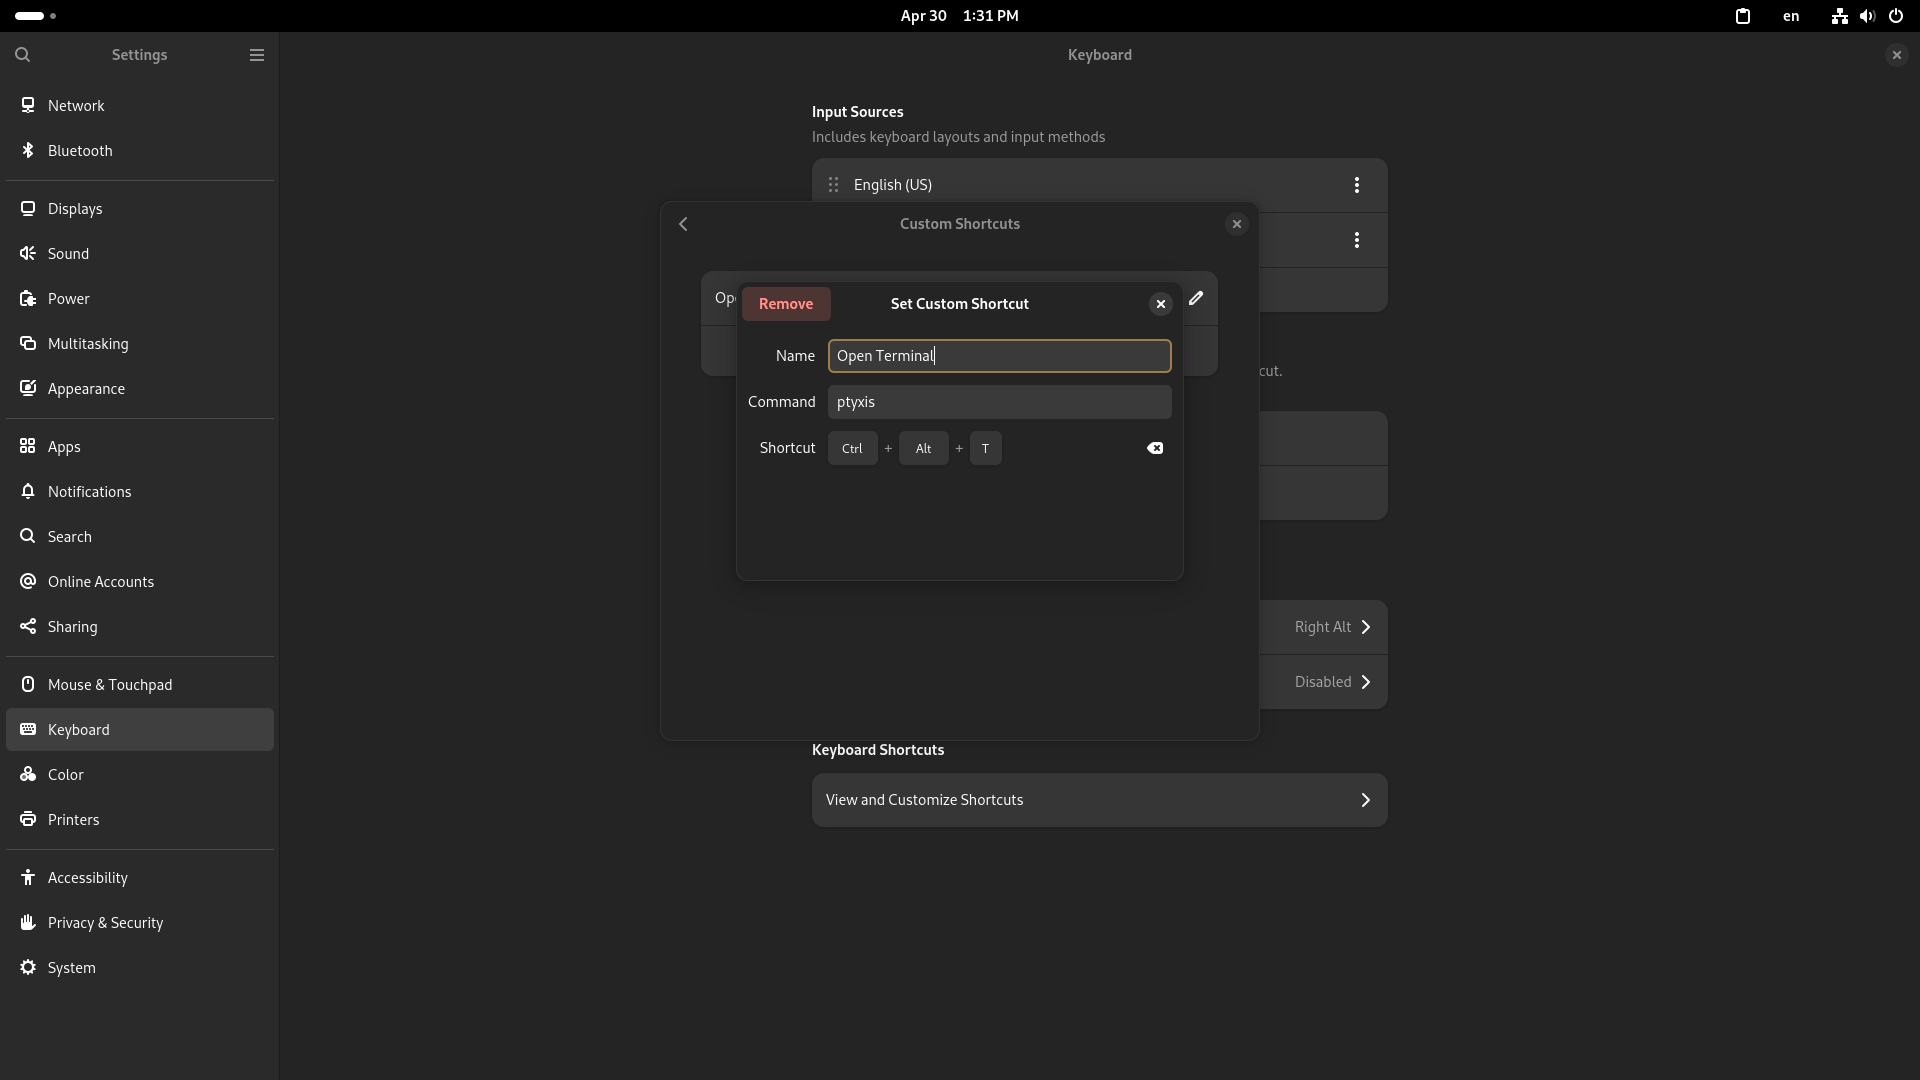 Apr 30 1:31 PM
en
Settings
Keyboard
Network
Bluetooth
Displays
Sound
Power
Multitasking
Appearance
Apps
Notifications
Search
Online Accounts
Sharing
Mouse & Touchpad
Keyboard
Color
Printers
Accessibility
Privacy & Security
System
Input Sources
Includes keyboard layouts and input methods
English (US)
Custom Shortcuts
Remove
Set Custom Shortcut
Name Open Terminal
Command ptyxis
Shortcut Ctrl + Alt + T
Right Alt
Disabled
Keyboard Shortcuts
View and Customize Shortcuts